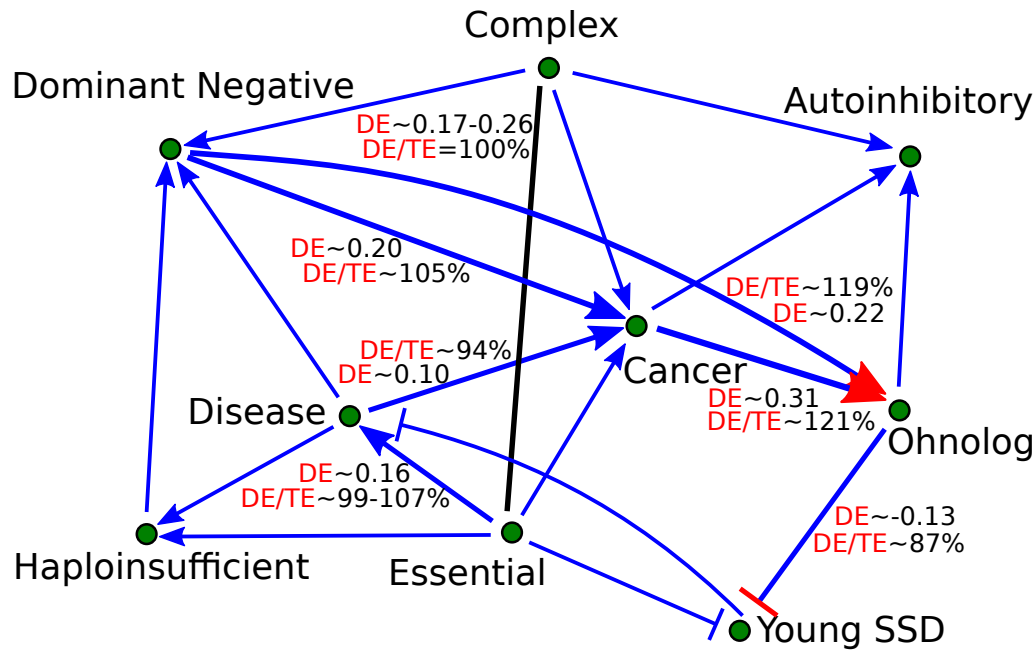 Complex
Dominant Negative
Autoinhibitory
DE~0.17-0.26
DE/TE=100%
DE~0.20
DE/TE~105%
DE/TE~119%
DE~0.22
DE/TE~94%
DE~0.10
Cancer
DE~0.31
DE/TE~121%
Disease
Ohnolog
DE~0.16
DE/TE~99-107%
DE~-0.13
DE/TE~87%
Haploinsufficient
Essential
Young SSD